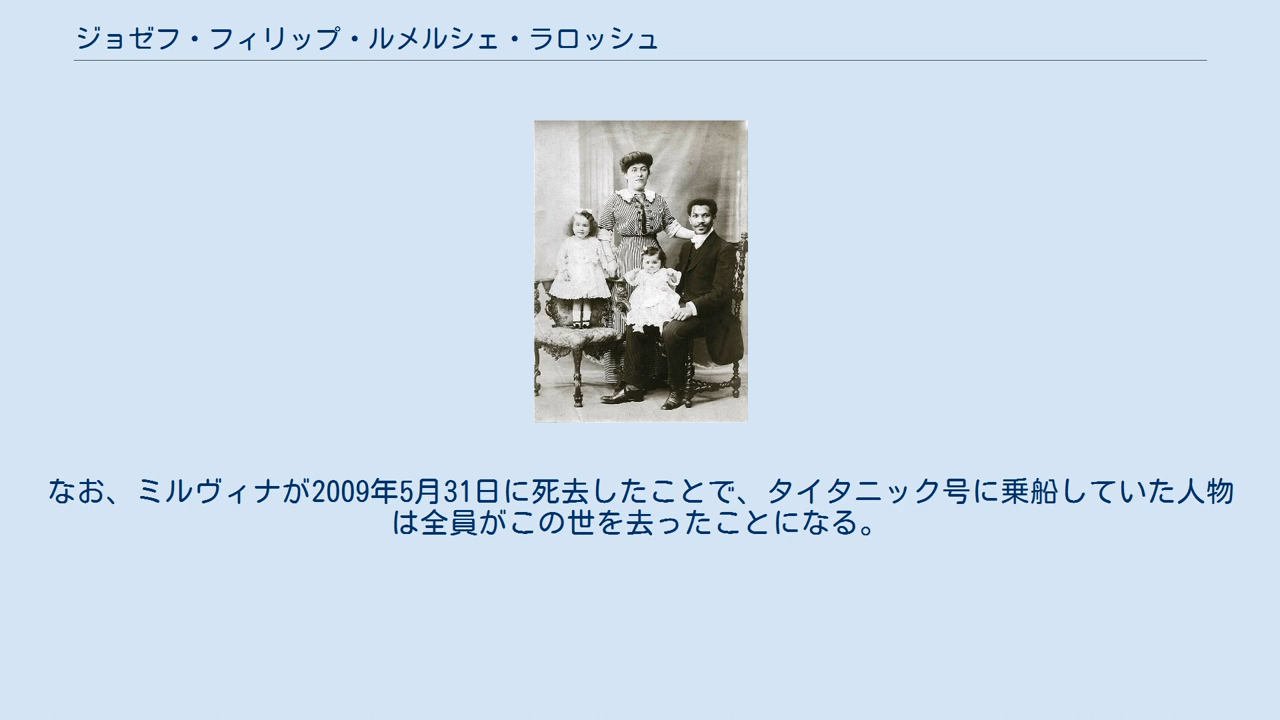 ジョゼフ・フィリップ・ルメルシェ・ラロッシュ
なお、ミルヴィナが2009年5月31日に死去したことで、タイタニック号に乗船していた人物
は全員がこの世を去ったことになる。